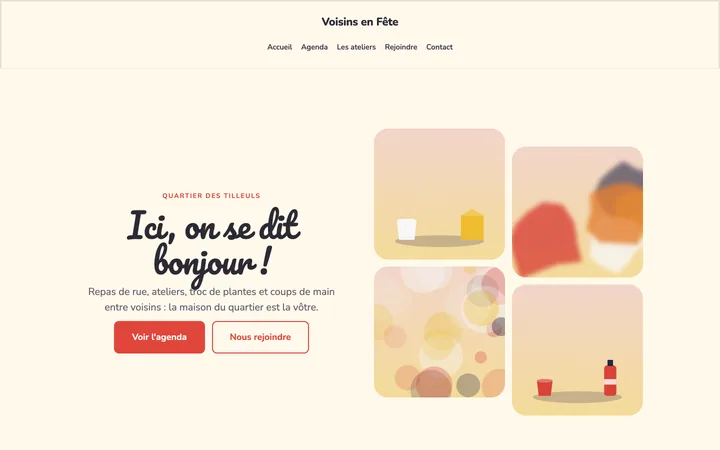 Voisins en Fête
Accueil Agenda Les ateliers Rejoindre Contact
QUARTIER DES TILLEULS
Ici, on se dit
bonjour !
Repas de rue, ateliers, troc de plantes et coups de main
entre voisins : la maison du quartier est la vôtre.
Voir l'agenda Nous rejoindre